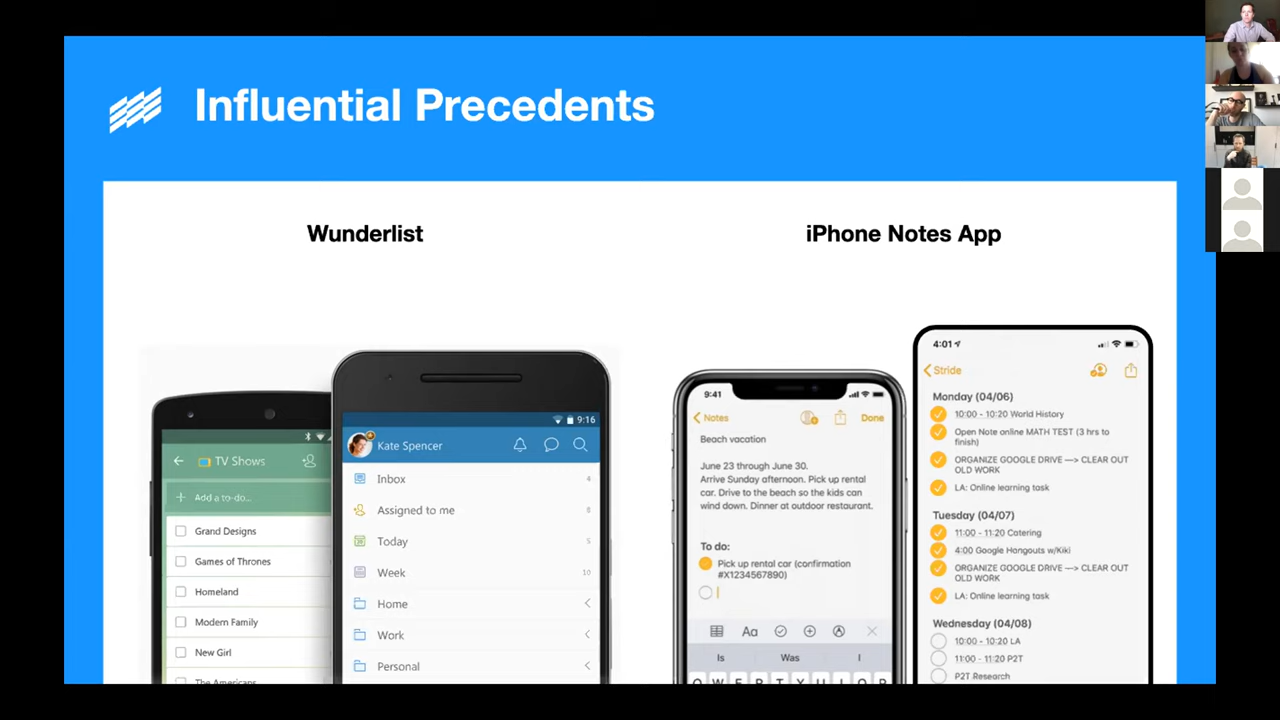 Influential Precedents
Wunderlist
iPhone Notes App
9:16
TV Shows
Add a to-do...
Grand Designs
Games of Thrones
Homeland
Modern Family
New Girl
The Americans
Kate Spencer
Inbox 4
Assigned to me 8
Today 5
Week 10
Home
Work
Personal
9:41
Notes
Done
Beach vacation
June 23 through June 30.
Arrive Sunday afternoon. Pick up rental
car. Drive to the beach so the kids can
wind down. Dinner at outdoor restaurant.
To do:
Pick up rental car (confirmation
#X1234567890)
Aa
Is Was I
Q W E R T Y U I O P
4:01
Stride
Monday (04/06)
10:00 - 10:20 World History
Open Note online MATH TEST (3 hrs to
finish)
ORGANIZE GOOGLE DRIVE —> CLEAR OUT
OLD WORK
LA: Online learning task
Tuesday (04/07)
11:00 - 11:20 Catering
4:00 Google Hangouts w/Kiki
ORGANIZE GOOGLE DRIVE —> CLEAR OUT
OLD WORK
LA: Online learning task
Wednesday (04/08)
10:00 - 10:20 LA
11:00 - 11:20 P2T
P2T Research